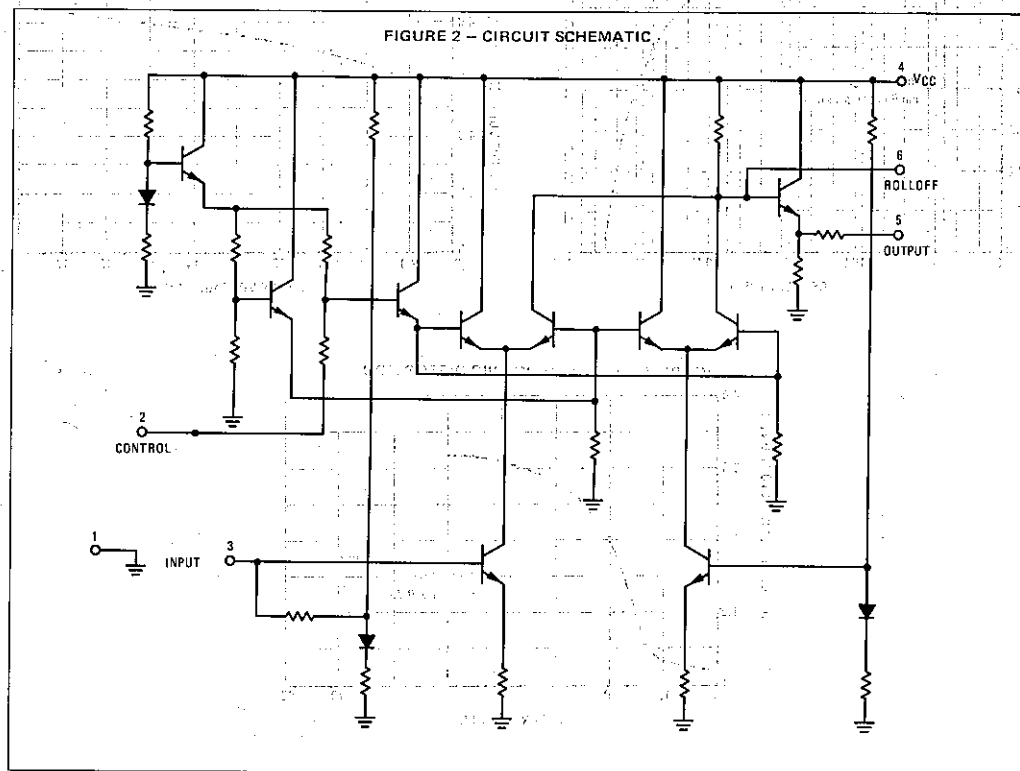 FIGURE 2 – CIRCUIT SCHEMATIC
4
VCC
6
ROLLOFF
5
OUTPUT
2
CONTROL
1
3
INPUT